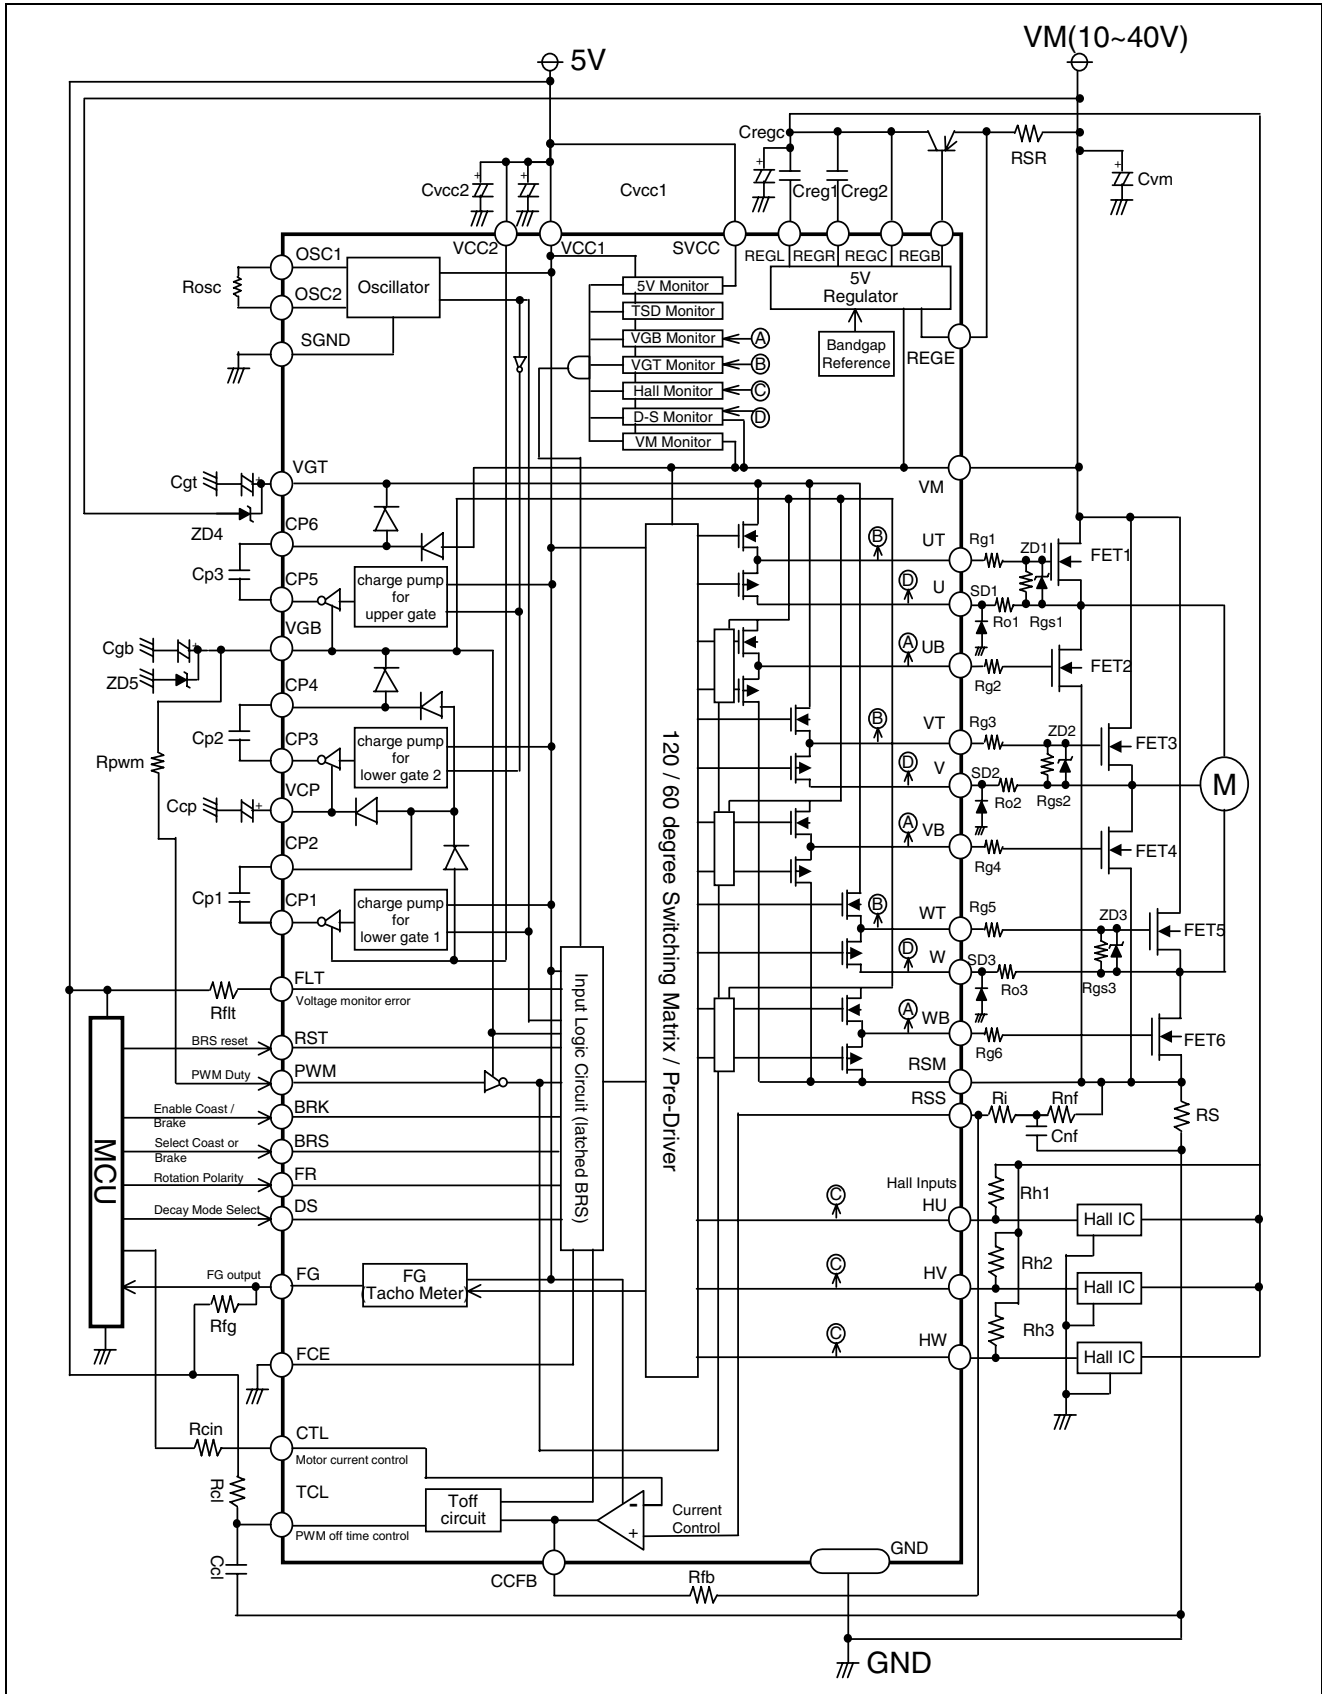 5V
VM(10~40V)
Cregc
RSR
Cvcc2
Cvcc1
Creg1
Creg2
Cvm
VCC2
VCC1
SVCC
REGL
REGR
REGC
REGB
OSC1
Rosc
OSC2
Oscillator
SGND
5V Monitor
TSD Monitor
VGB Monitor
A
VGT Monitor
B
Hall Monitor
C
D-S Monitor
D
VM Monitor
5V
Regulator
Bandgap
Reference
REGE
VM
VGT
Cgt
ZD4
CP6
Cp3
CP5
charge pump
for
upper gate
VGB
Cgb
ZD5
CP4
Cp2
CP3
charge pump
for
lower gate 2
Rpwm
VCP
Ccp
CP2
Cp1
CP1
charge pump
for
lower gate 1
120 / 60 degree Switching Matrix / Pre-Driver
Input Logic Circuit (latched BRS)
B
UT
Rg1
ZD1
FET1
D
U
SD1
Ro1
Rgs1
A
UB
Rg2
FET2
B
VT
Rg3
ZD2
FET3
D
V
SD2
Ro2
Rgs2
M
A
VB
Rg4
FET4
B
WT
Rg5
ZD3
FET5
D
W
SD3
Ro3
Rgs3
A
WB
Rg6
FET6
RSM
RSS
Ri
Rnf
Cnf
RS
FLT
Voltage monitor error
Rflt
MCU
BRS reset
RST
PWM Duty
PWM
Enable Coast /
Brake
BRK
Select Coast or
Brake
BRS
Rotation Polarity
FR
Decay Mode Select
DS
FG output
FG
Rfg
FG
(Tacho Meter)
FCE
Hall Inputs
C
HU
Rh1
Hall IC
C
HV
Rh2
Hall IC
C
HW
Rh3
Hall IC
Rcin
CTL
Motor current control
Rcl
TCL
PWM off time control
Ccl
Toff
circuit
-
+
Current
Control
CCFB
Rfb
GND
GND